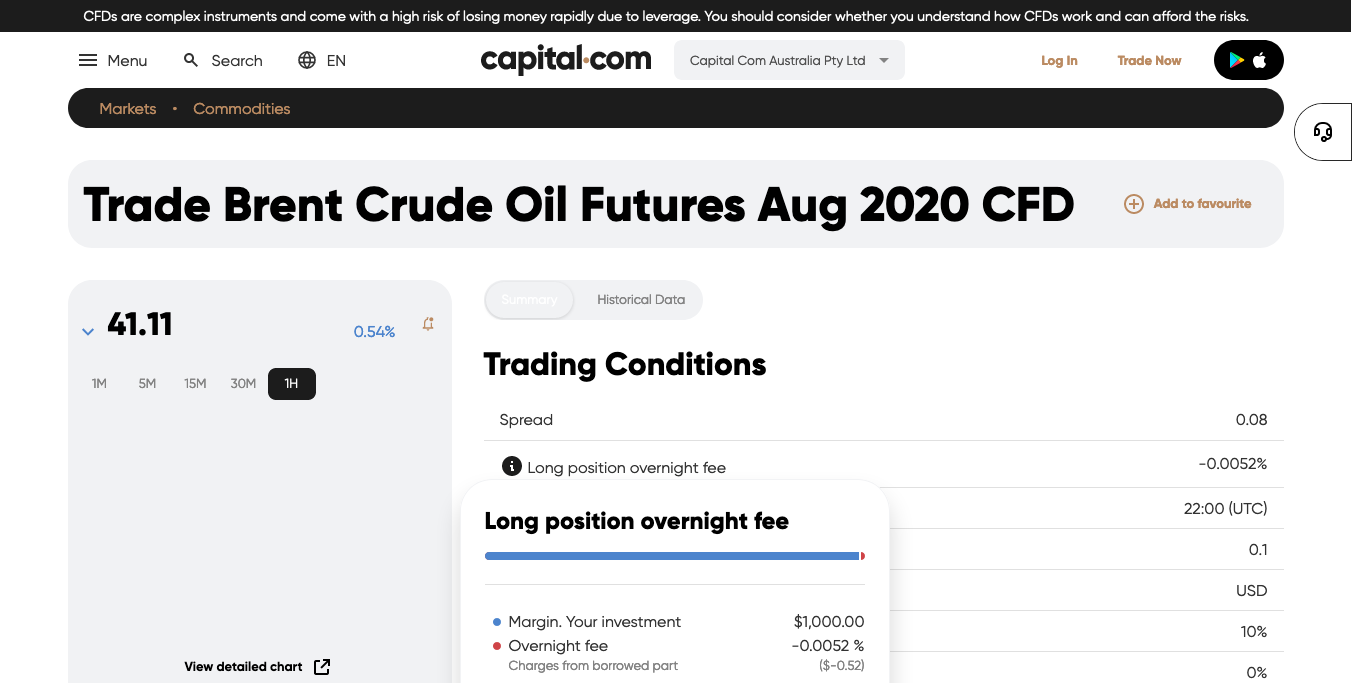 CFDs are complex instruments and come with a high risk of losing money rapidly due to leverage. You should consider whether you understand how CFDs work and can afford the risks.
Menu Search EN capital.com Capital Com Australia Pty Ltd Log In Trade Now
Markets • Commodities
Trade Brent Crude Oil Futures Aug 2020 CFD Add to favourite
41.11 0.54%
1M 5M 15M 30M 1H
View detailed chart
Summary Historical Data
Trading Conditions
Spread 0.08
Long position overnight fee -0.0052%
22:00 (UTC)
0.1
USD
10%
0%
Long position overnight fee
Margin. Your investment $1,000.00
Overnight fee -0.0052 %
Charges from borrowed part ($-0.52)